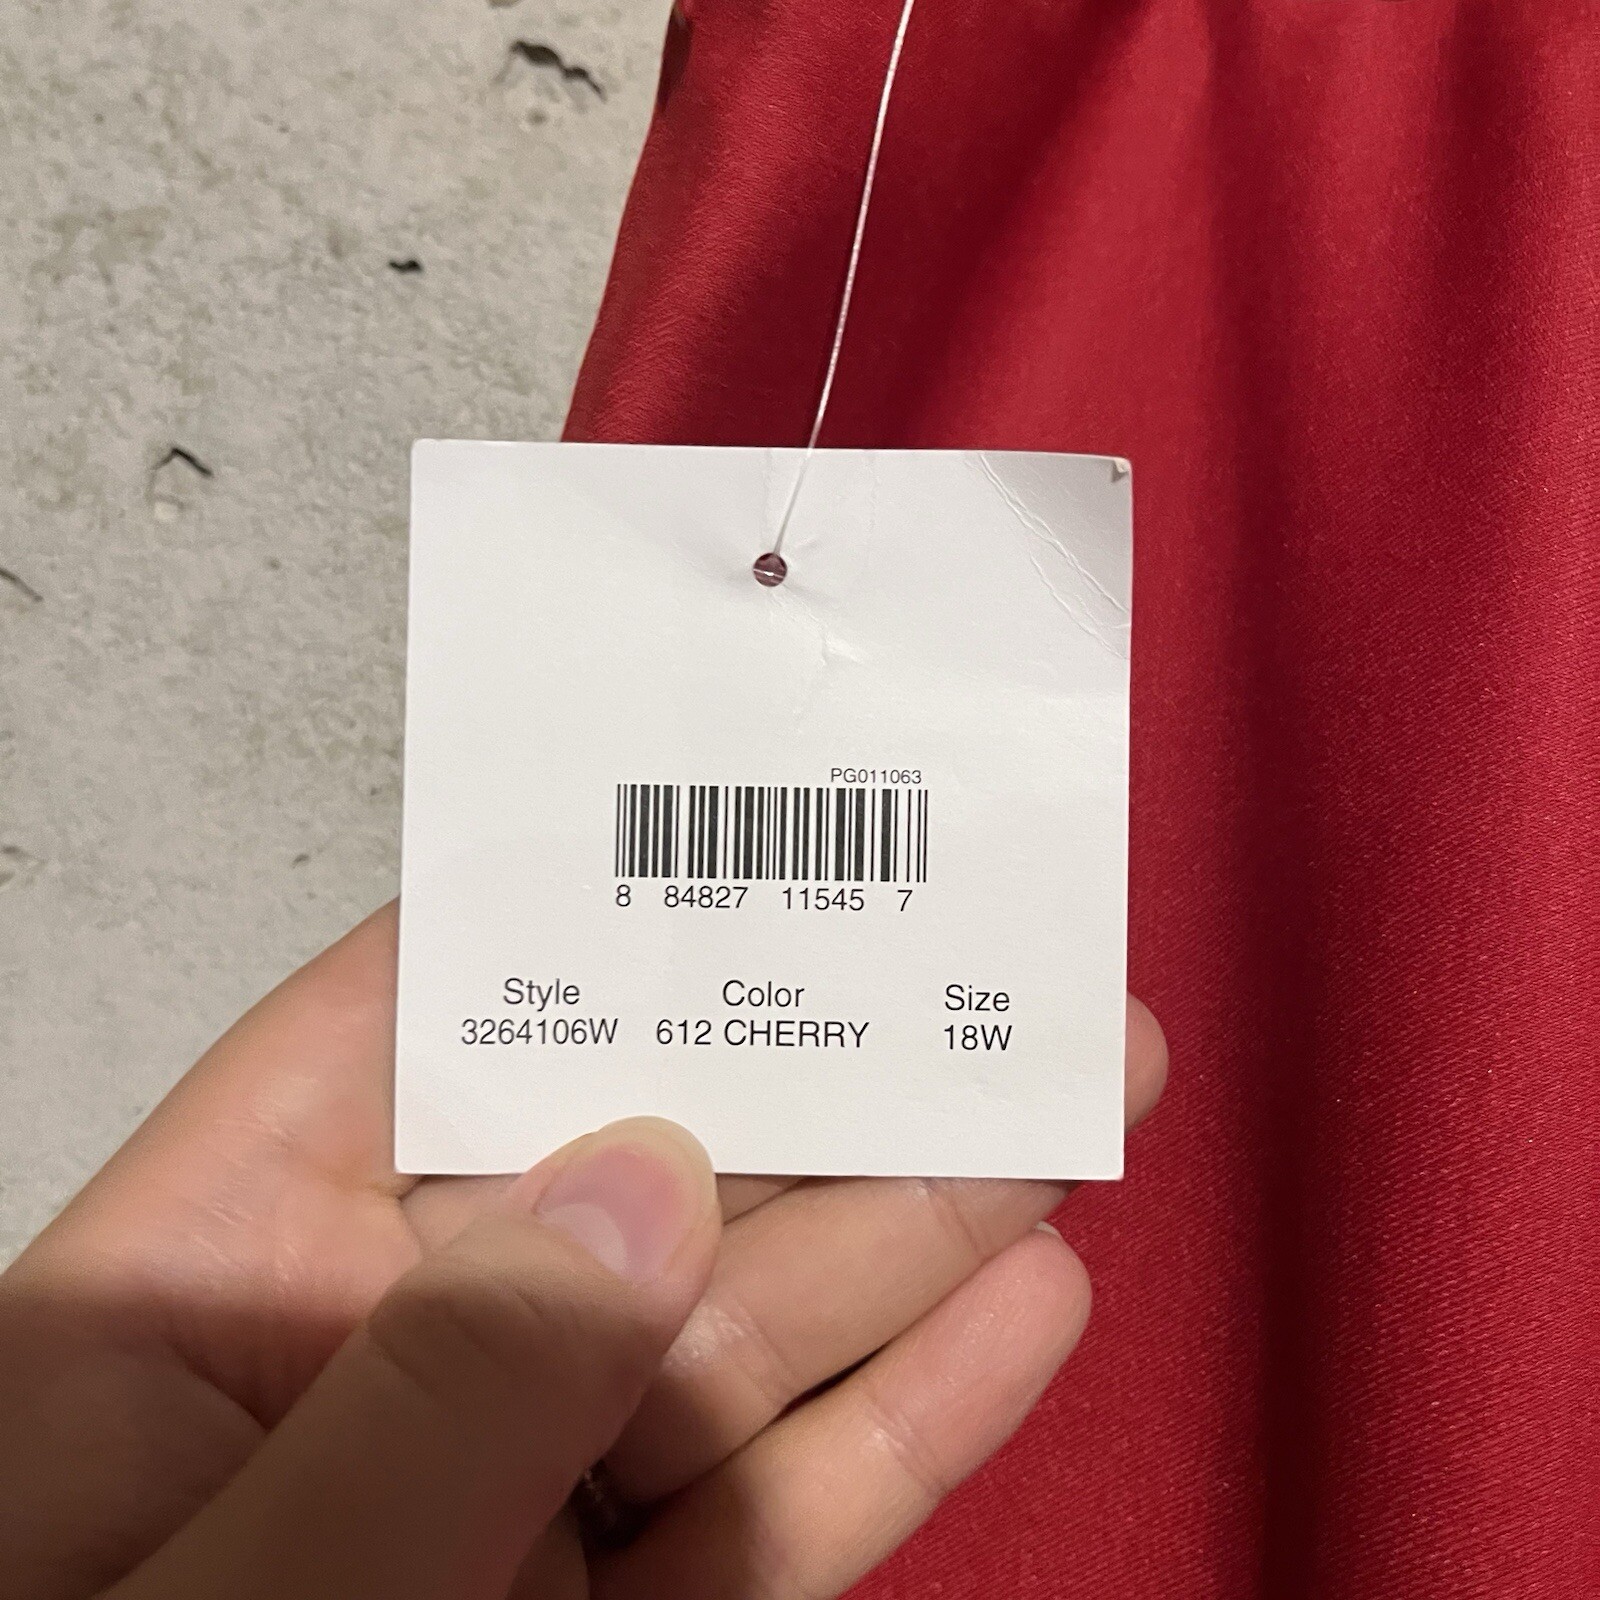 PG011063
8 84827 11545 7
Style Color Size
3264106W 612 CHERRY 18W